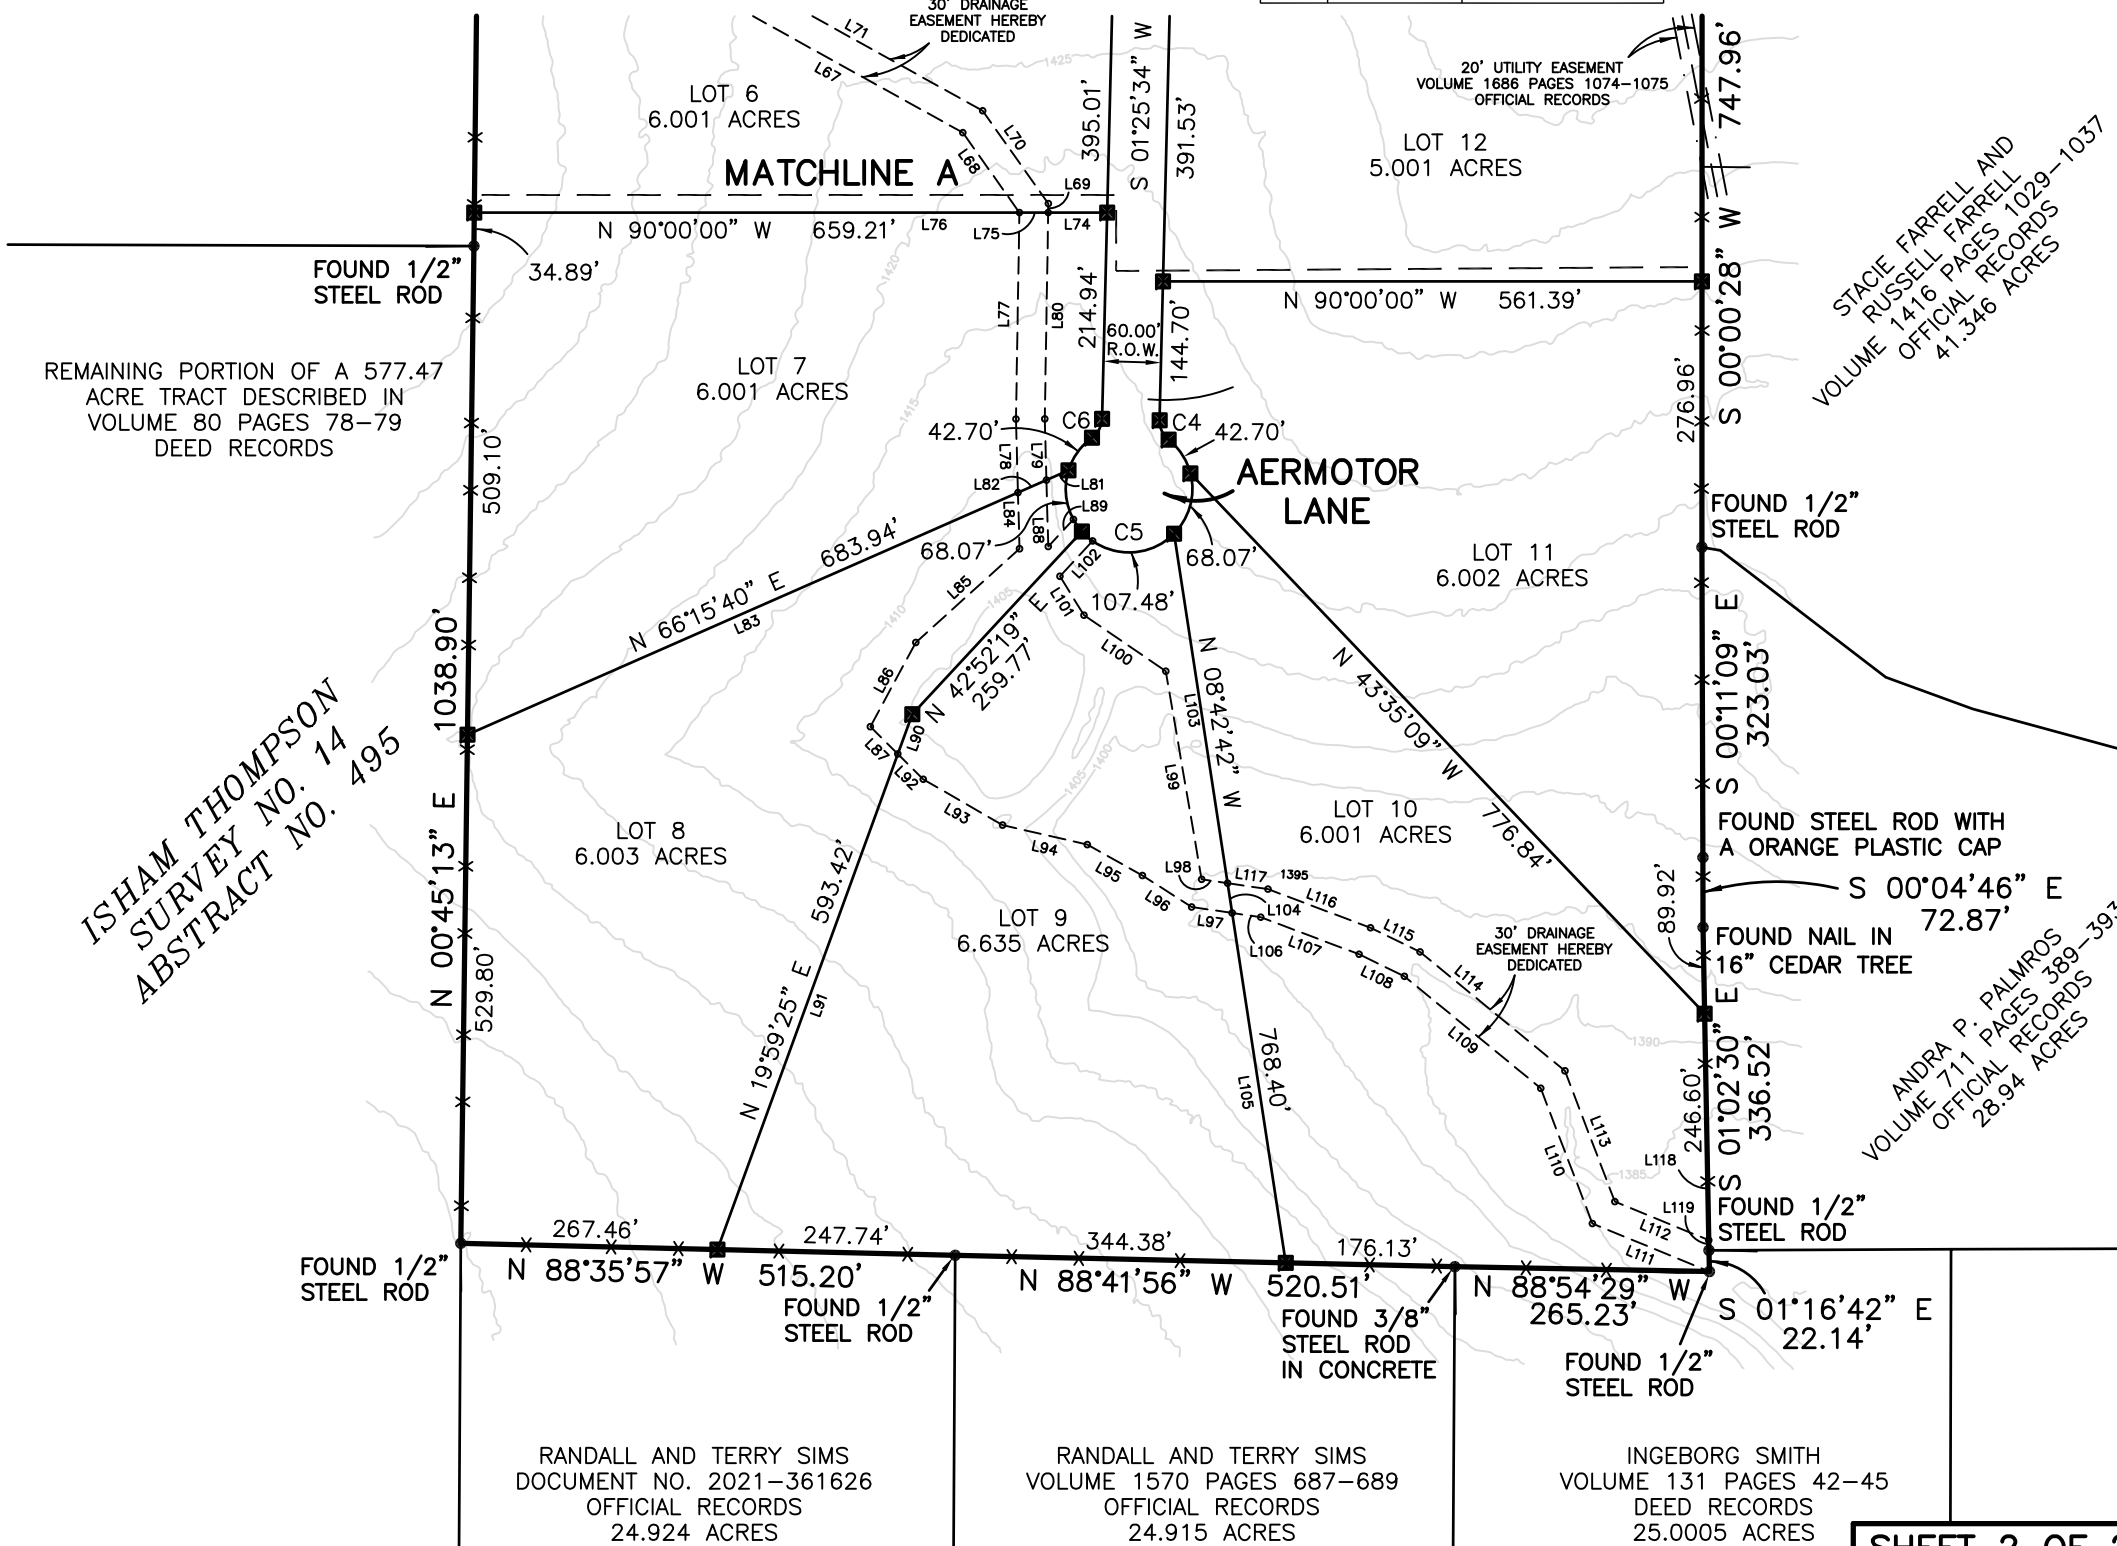 30' DRAINAGE
EASEMENT HEREBY
DEDICATED
L71
L67
LOT 6
6.001 ACRES
L70
L68
L69
MATCHLINE A
N 90°00'00" W 659.21'
L76
L75
L74
395.01'
S 01°25'34" W
391.53'
1425
20' UTILITY EASEMENT
VOLUME 1686 PAGES 1074-1075
OFFICIAL RECORDS
LOT 12
5.001 ACRES
747.96'
S 00°00'28" W
STACIE FARRELL AND
RUSSELL FARRELL
VOLUME 1416 PAGES 1029-1037
OFFICIAL RECORDS
41.346 ACRES
FOUND 1/2"
STEEL ROD
34.89'
1420
L77
L80
214.94'
60.00'
R.O.W.
144.70'
N 90°00'00" W 561.39'
276.96'
REMAINING PORTION OF A 577.47
ACRE TRACT DESCRIBED IN
VOLUME 80 PAGES 78-79
DEED RECORDS
LOT 7
6.001 ACRES
1415
509.10'
42.70'
C6
C4
42.70'
L78
L79
L82
L81
L84
L88
L89
AERMOTOR
LANE
FOUND 1/2"
STEEL ROD
683.94'
68.07'
C5
68.07'
LOT 11
6.002 ACRES
N 66°15'40" E
L83
L85
L102
L101
107.48'
1410
1405
L86
N 42°52'19" E
259.77'
L100
L103
N 08°42'42" W
N 43°35'09" W
776.84'
S 00°11'09" E
323.03'
1038.90'
N 00°45'13" E
ISHAM THOMPSON
SURVEY NO. 14
ABSTRACT NO. 495
L87
L90
L92
L93
L94
L95
L96
L97
L98
L99
1405
1400
LOT 8
6.003 ACRES
593.42'
LOT 9
6.635 ACRES
LOT 10
6.001 ACRES
L117
1395
L116
L104
L106
L107
L115
L108
FOUND STEEL ROD WITH
A ORANGE PLASTIC CAP
S 00°04'46" E
72.87'
89.92'
FOUND NAIL IN
16" CEDAR TREE
30' DRAINAGE
EASEMENT HEREBY
DEDICATED
L114
L109
529.80'
N 19°59'25" E
L91
768.40'
L105
1390
246.60'
S 01°02'30" E
336.52'
ANDRA P. PALMROS
VOLUME 711 PAGES 389-393
OFFICIAL RECORDS
28.94 ACRES
L113
L110
1385
L118
L119
L112
L111
FOUND 1/2"
STEEL ROD
267.46'
247.74'
344.38'
176.13'
FOUND 1/2"
STEEL ROD
N 88°35'57" W 515.20'
N 88°41'56" W 520.51'
N 88°54'29" W
265.23'
S 01°16'42" E
22.14'
FOUND 1/2"
STEEL ROD
FOUND 3/8"
STEEL ROD
IN CONCRETE
FOUND 1/2"
STEEL ROD
RANDALL AND TERRY SIMS
DOCUMENT NO. 2021-361626
OFFICIAL RECORDS
24.924 ACRES
RANDALL AND TERRY SIMS
VOLUME 1570 PAGES 687-689
OFFICIAL RECORDS
24.915 ACRES
INGEBORG SMITH
VOLUME 131 PAGES 42-45
DEED RECORDS
25.0005 ACRES
SHEET 2 OF